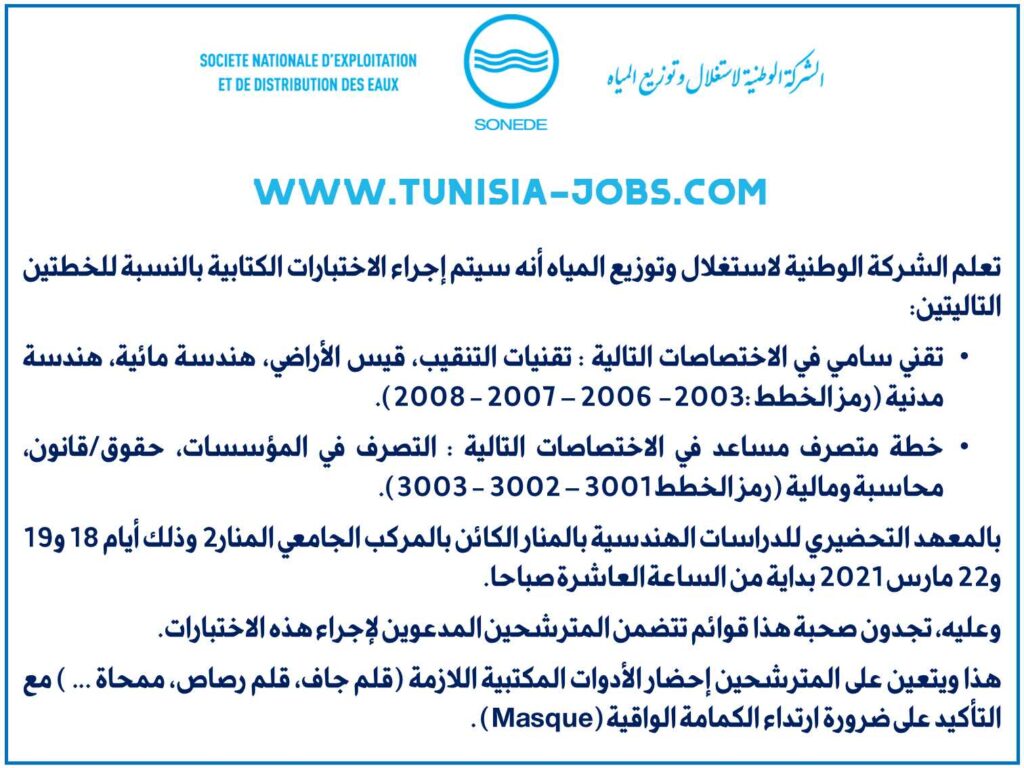 SOCIETE NATIONALE D'EXPLOITATION
ET DE DISTRIBUTION DES EAUX
SONEDE
الشركة الوطنية لاستغلال وتوزيع المياه
WWW.TUNISIA-JOBS.COM
تعلم الشركة الوطنية لاستغلال وتوزيع المياه أنه سيتم إجراء الاختبارات الكتابية بالنسبة للخطتين
التاليتين:
• تقني سامي في الاختصاصات التالية : تقنيات التنقيب، قيس الأراضي، هندسة مائية، هندسة
مدنية (رمز الخطط :2003 - 2006 – 2007 – 2008 ).
• خطة متصرف مساعد في الاختصاصات التالية : التصرف في المؤسسات، حقوق/قانون،
محاسبة ومالية (رمز الخطط 3001 – 3002 – 3003 ).
بالمعهد التحضيري للدراسات الهندسية بالمنار الكائن بالمركب الجامعي المنار2 وذلك أيام 18 و19
و22 مارس 2021 بداية من الساعة العاشرة صباحا.
وعليه، تجدون صحبة هذا قوائم تتضمن المترشحين المدعوين لإجراء هذه الاختبارات.
هذا ويتعين على المترشحين إحضار الأدوات المكتبية اللازمة (قلم جاف، قلم رصاص، ممحاة ... ) مع
التأكيد على ضرورة ارتداء الكمامة الواقية (Masque) .